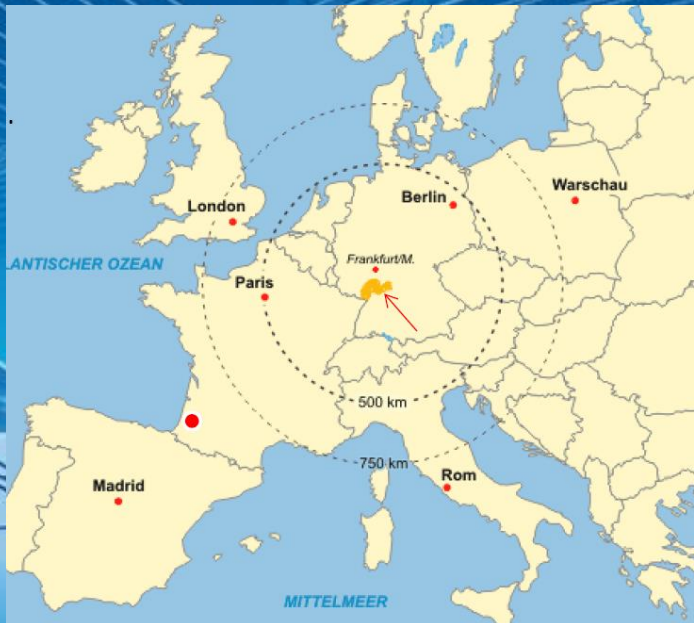 London
Berlin
Warschau
LANTISCHER OZEAN
Frankfurt/M.
Paris
500 km
750 km
Rom
Madrid
MITTELMEER